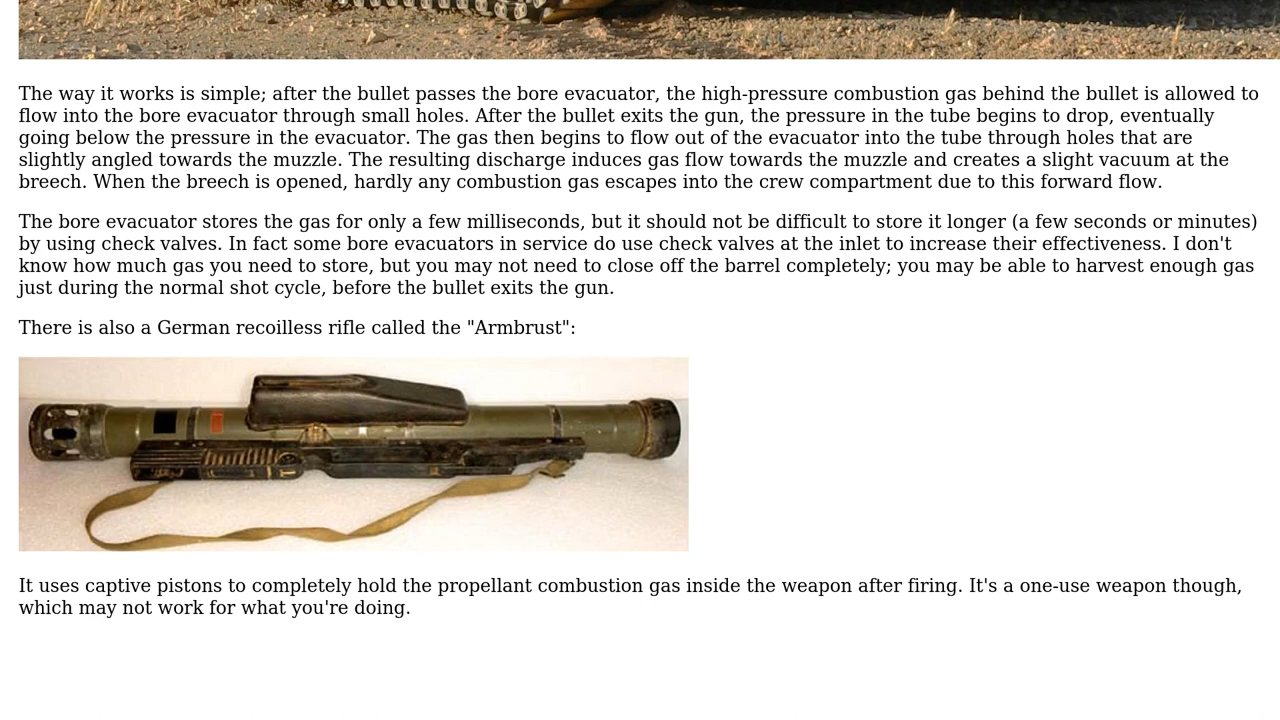 The way it works is simple; after the bullet passes the bore evacuator, the high-pressure combustion gas behind the bullet is allowed to
flow into the bore evacuator through small holes. After the bullet exits the gun, the pressure in the tube begins to drop, eventually
going below the pressure in the evacuator. The gas then begins to flow out of the evacuator into the tube through holes that are
slightly angled towards the muzzle. The resulting discharge induces gas flow towards the muzzle and creates a slight vacuum at the
breech. When the breech is opened, hardly any combustion gas escapes into the crew compartment due to this forward flow.
The bore evacuator stores the gas for only a few milliseconds, but it should not be difficult to store it longer (a few seconds or minutes)
by using check valves. In fact some bore evacuators in service do use check valves at the inlet to increase their effectiveness. I don't
know how much gas you need to store, but you may not need to close off the barrel completely; you may be able to harvest enough gas
just during the normal shot cycle, before the bullet exits the gun.
There is also a German recoilless rifle called the "Armbrust":
It uses captive pistons to completely hold the propellant combustion gas inside the weapon after firing. It's a one-use weapon though,
which may not work for what you're doing.